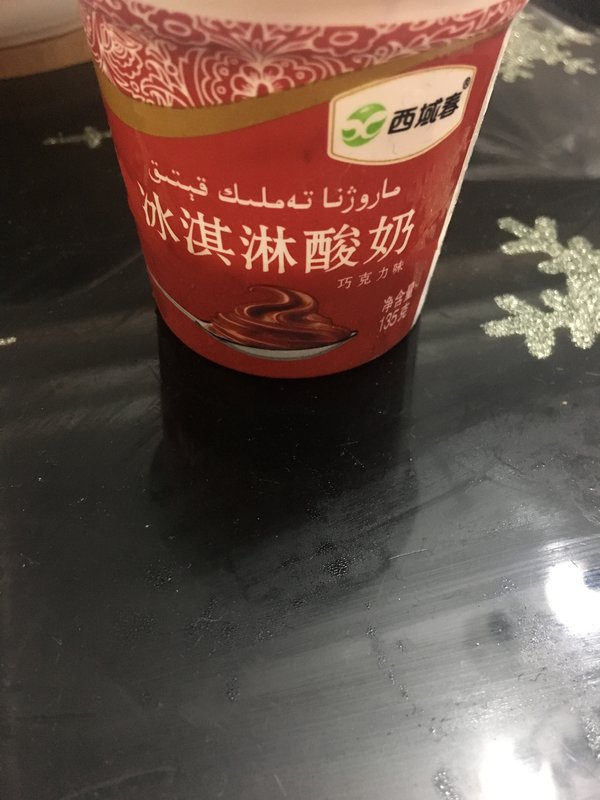 西域春®
ماروژنا تەملىك قېتىق
冰淇淋酸奶
巧克力味
净含量:
135克